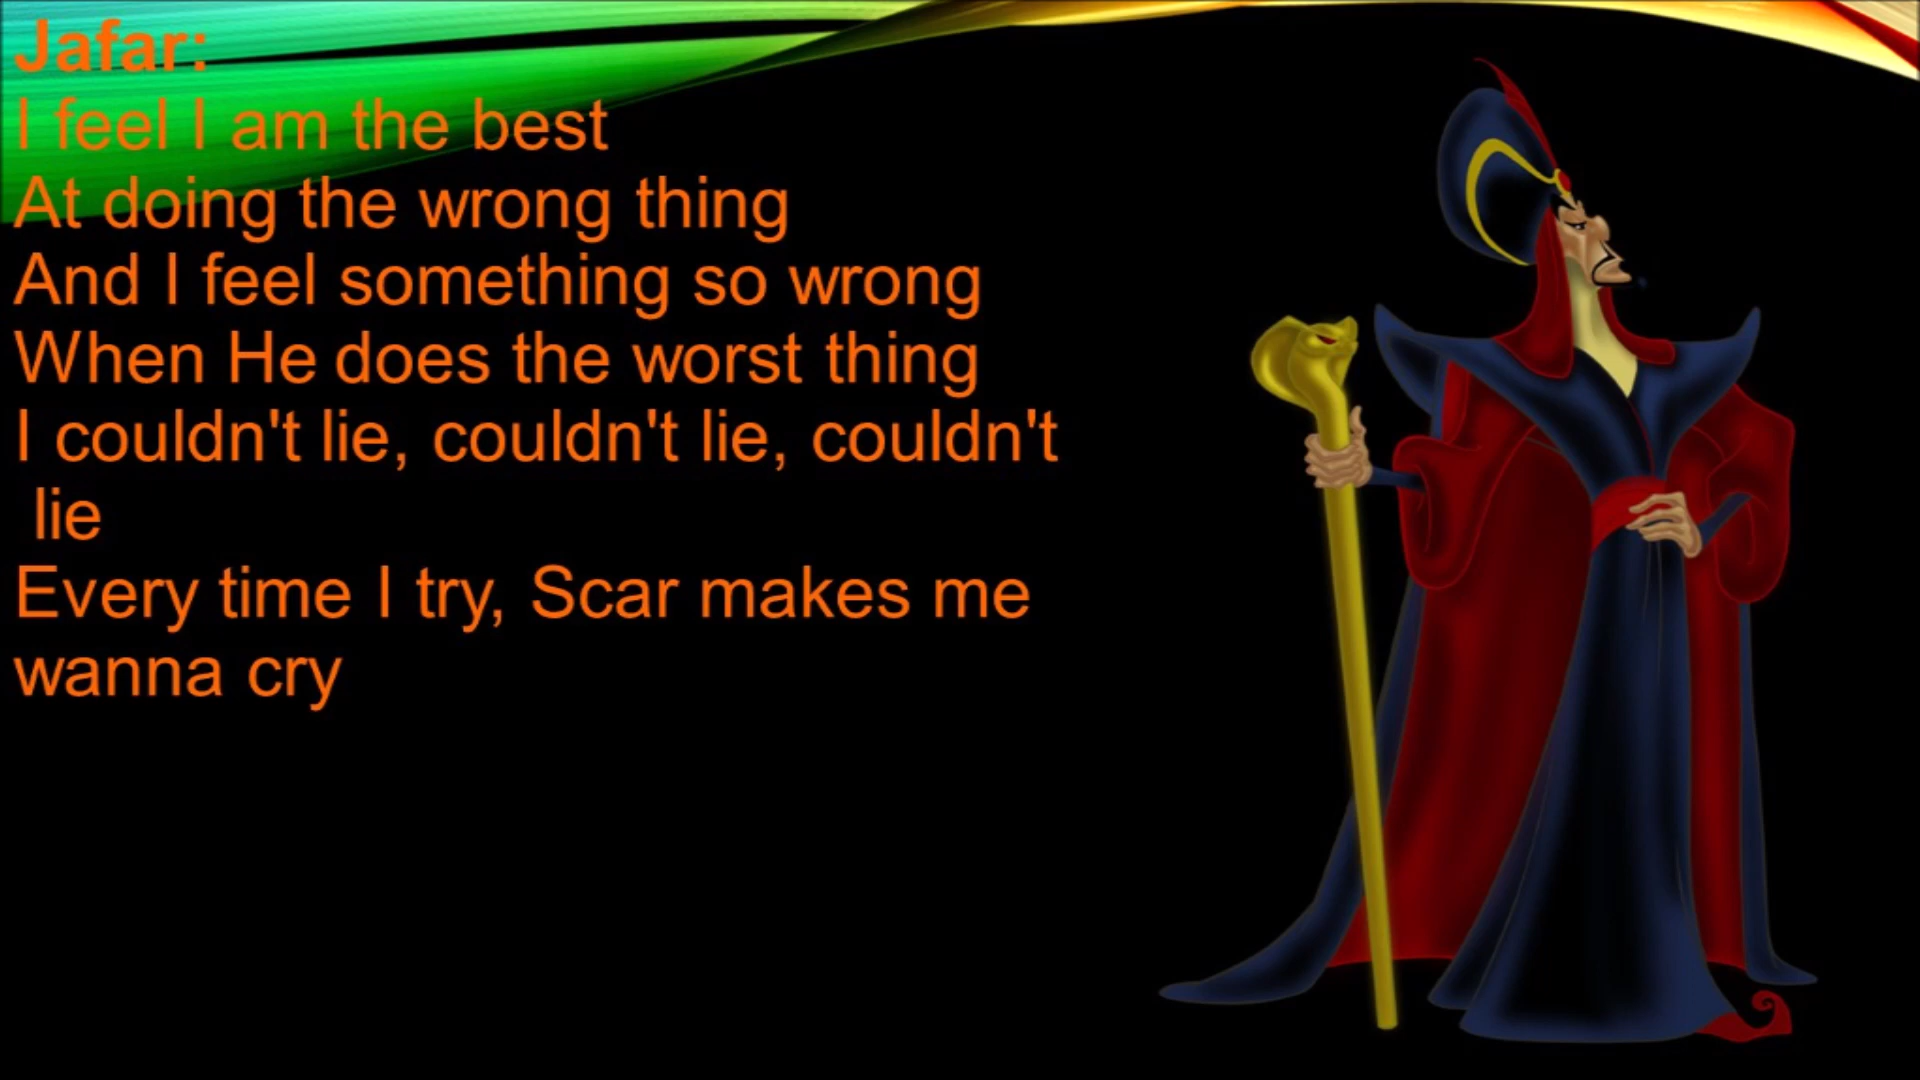 Jafar:
I feel I am the best
At doing the wrong thing
And I feel something so wrong
When He does the worst thing
I couldn't lie, couldn't lie, couldn't
lie
Every time I try, Scar makes me
wanna cry